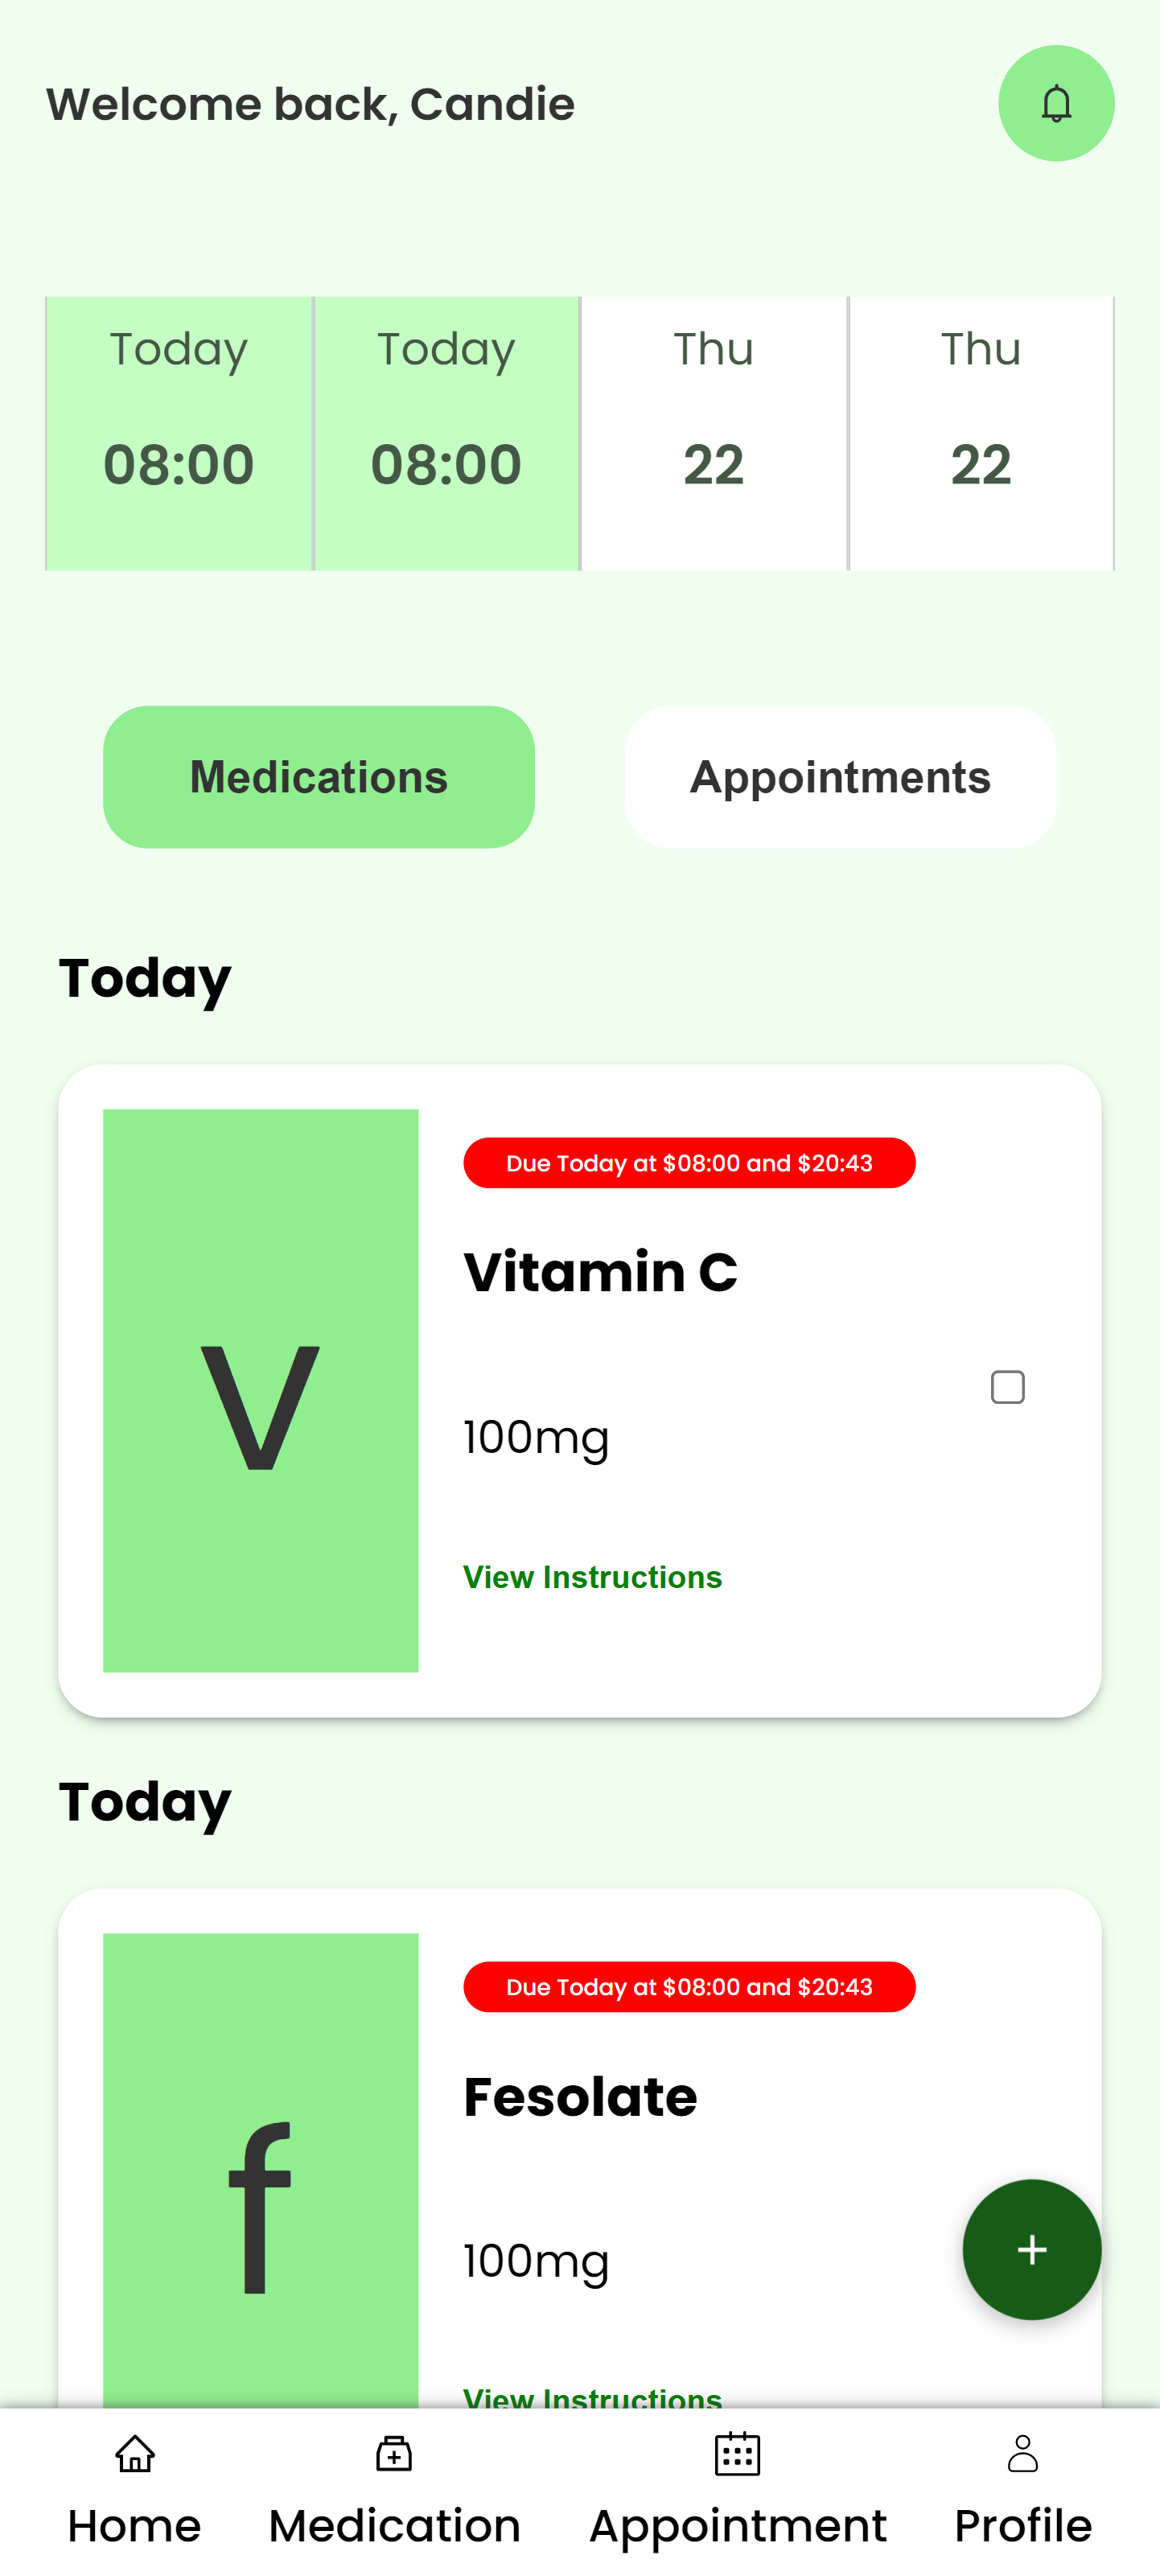 Welcome back, Candie
Today Today Thu Thu
08:00 08:00 22 22
Medications Appointments
Today
Due Today at $08:00 and $20:43
Vitamin C
V
100mg
View Instructions
Today
Due Today at $08:00 and $20:43
Fesolate
f
100mg
+
View Instructions
Home Medication Appointment Profile